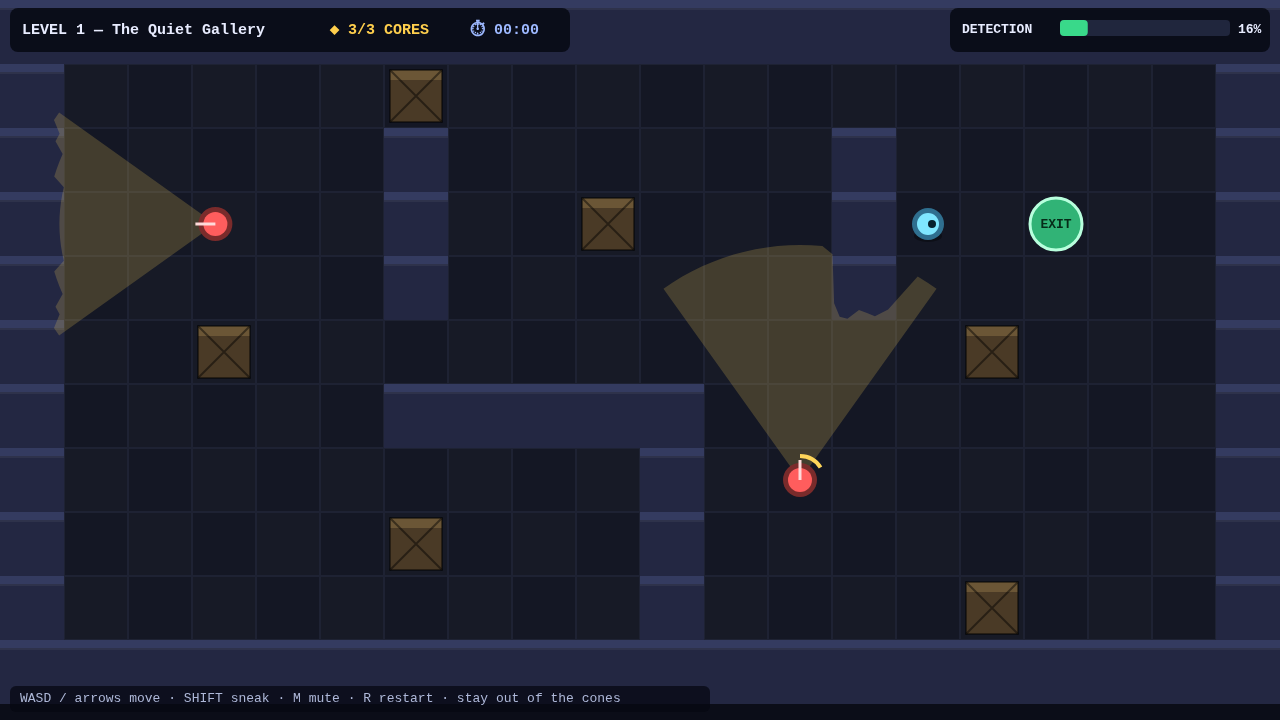 LEVEL 1 — The Quiet Gallery
◆ 3/3 CORES
⏱ 00:00
DETECTION
16%
EXIT
WASD / arrows move · SHIFT sneak · M mute · R restart · stay out of the cones